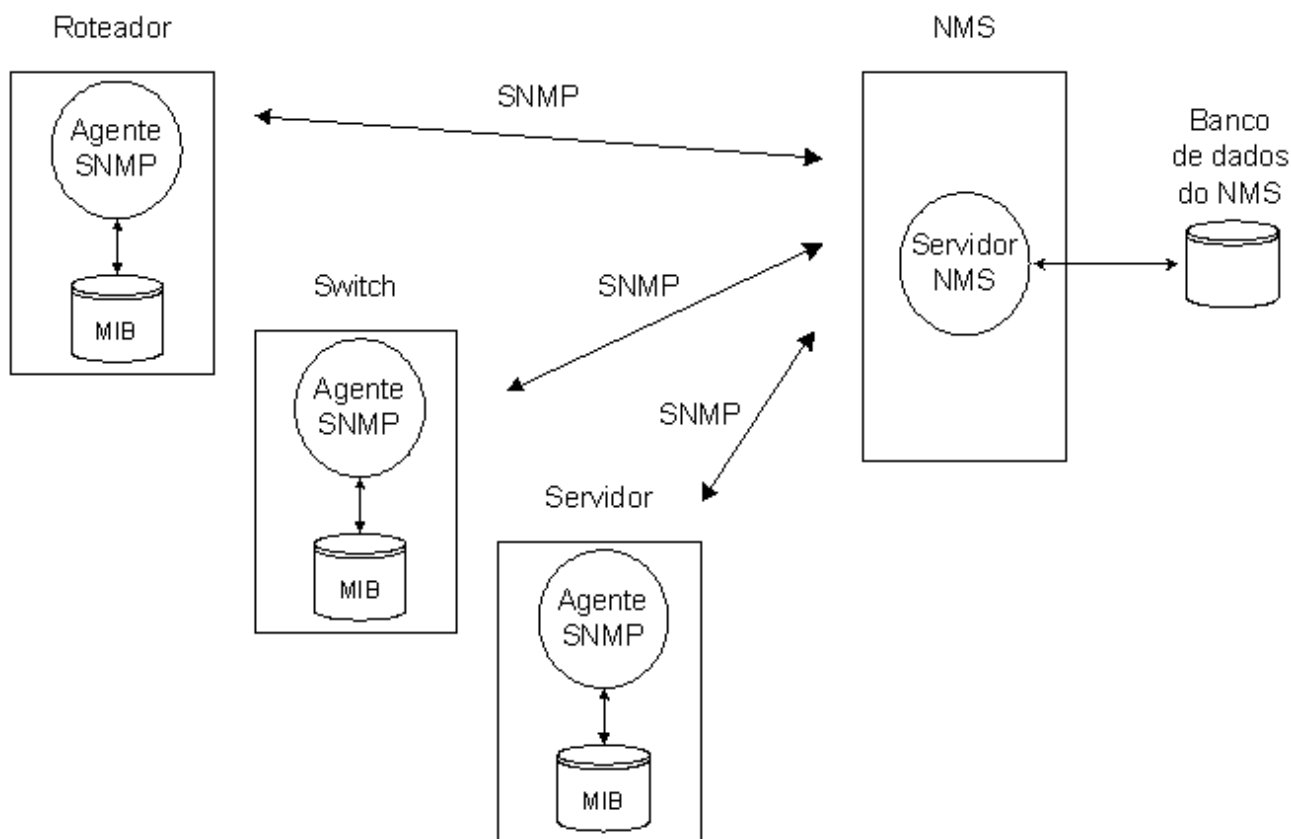 Roteador
NMS
SNMP
Agente
SNMP
Banco
de dados
do NMS
Servidor
NMS
MIB
Switch
SNMP
Agente
SNMP
SNMP
MIB
Servidor
Agente
SNMP
MIB